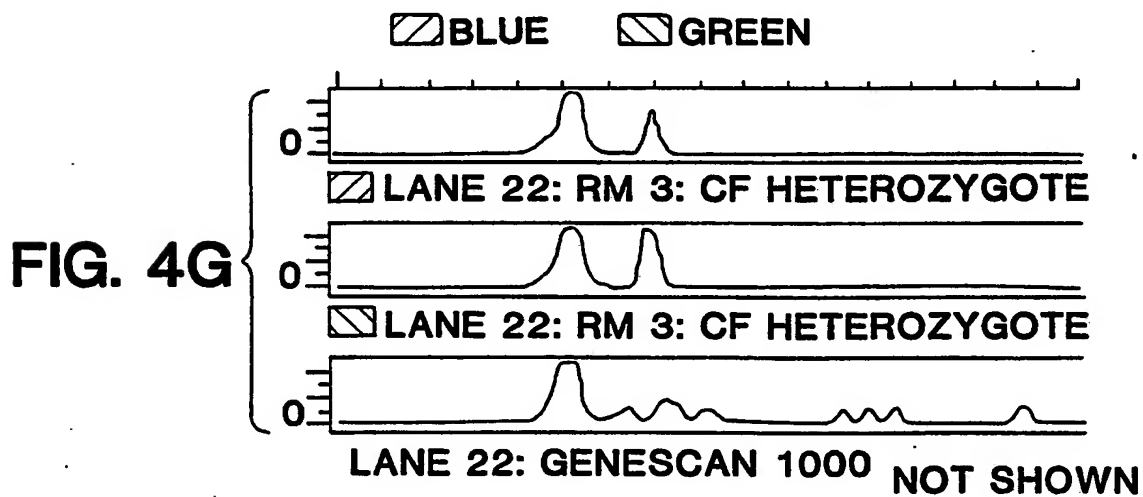 BLUE GREEN
0
LANE 22: RM 3: CF HETEROZYGOTE
0
FIG. 4G
LANE 22: RM 3: CF HETEROZYGOTE
0
LANE 22: GENESCAN 1000 NOT SHOWN